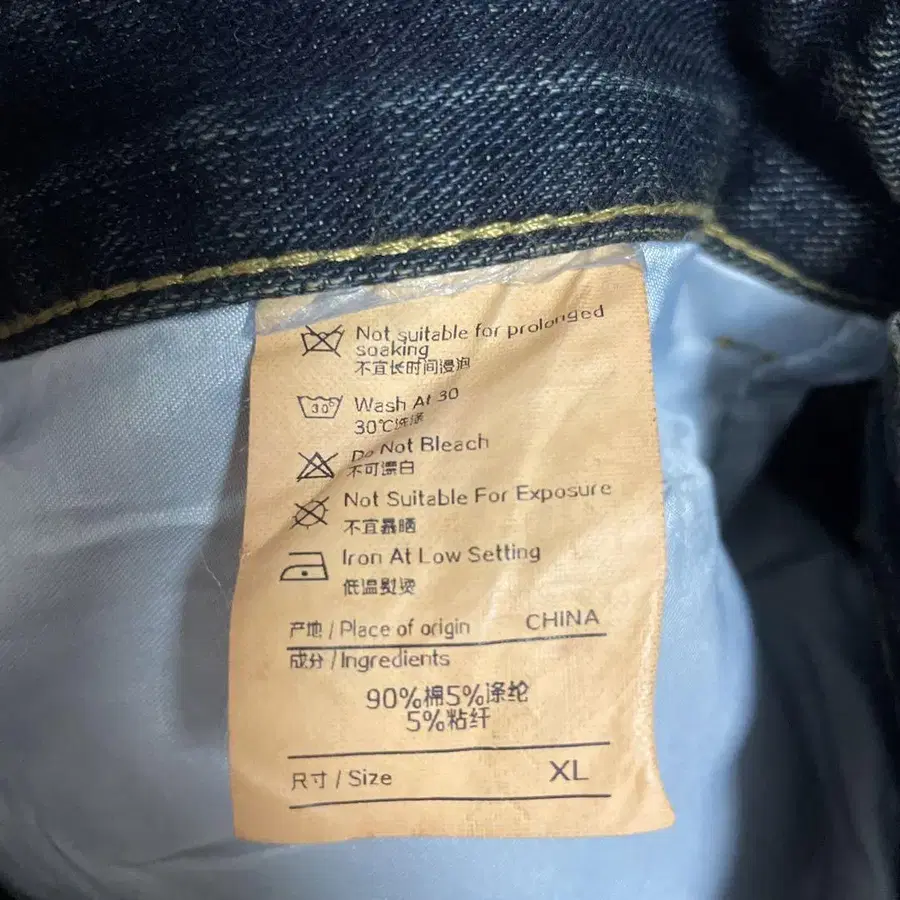 Not suitable for prolonged
soaking
不宜长时间浸泡
30°
Wash At 30
30℃洗涤
Do Not Bleach
不可漂白
Not Suitable For Exposure
不宜暴晒
Iron At Low Setting
低温熨烫
产地 / Place of origin CHINA
成分 / Ingredients
90%棉5%涤纶
5%粘纤
尺寸 / Size XL